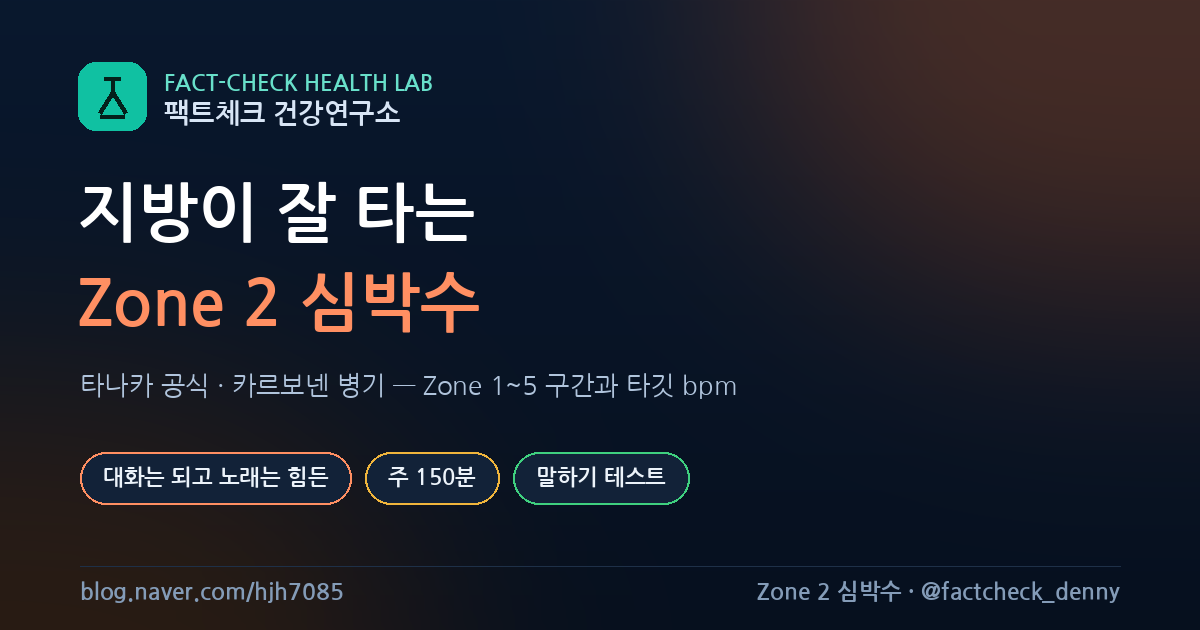 FACT-CHECK HEALTH LAB
팩트체크 건강연구소
지방이 잘 타는
Zone 2 심박수
타나카 공식 · 카르보넨 병기 — Zone 1~5 구간과 타깃 bpm
대화는 되고 노래는 힘든
주 150분
말하기 테스트
blog.naver.com/hjh7085
Zone 2 심박수 · @factcheck_denny